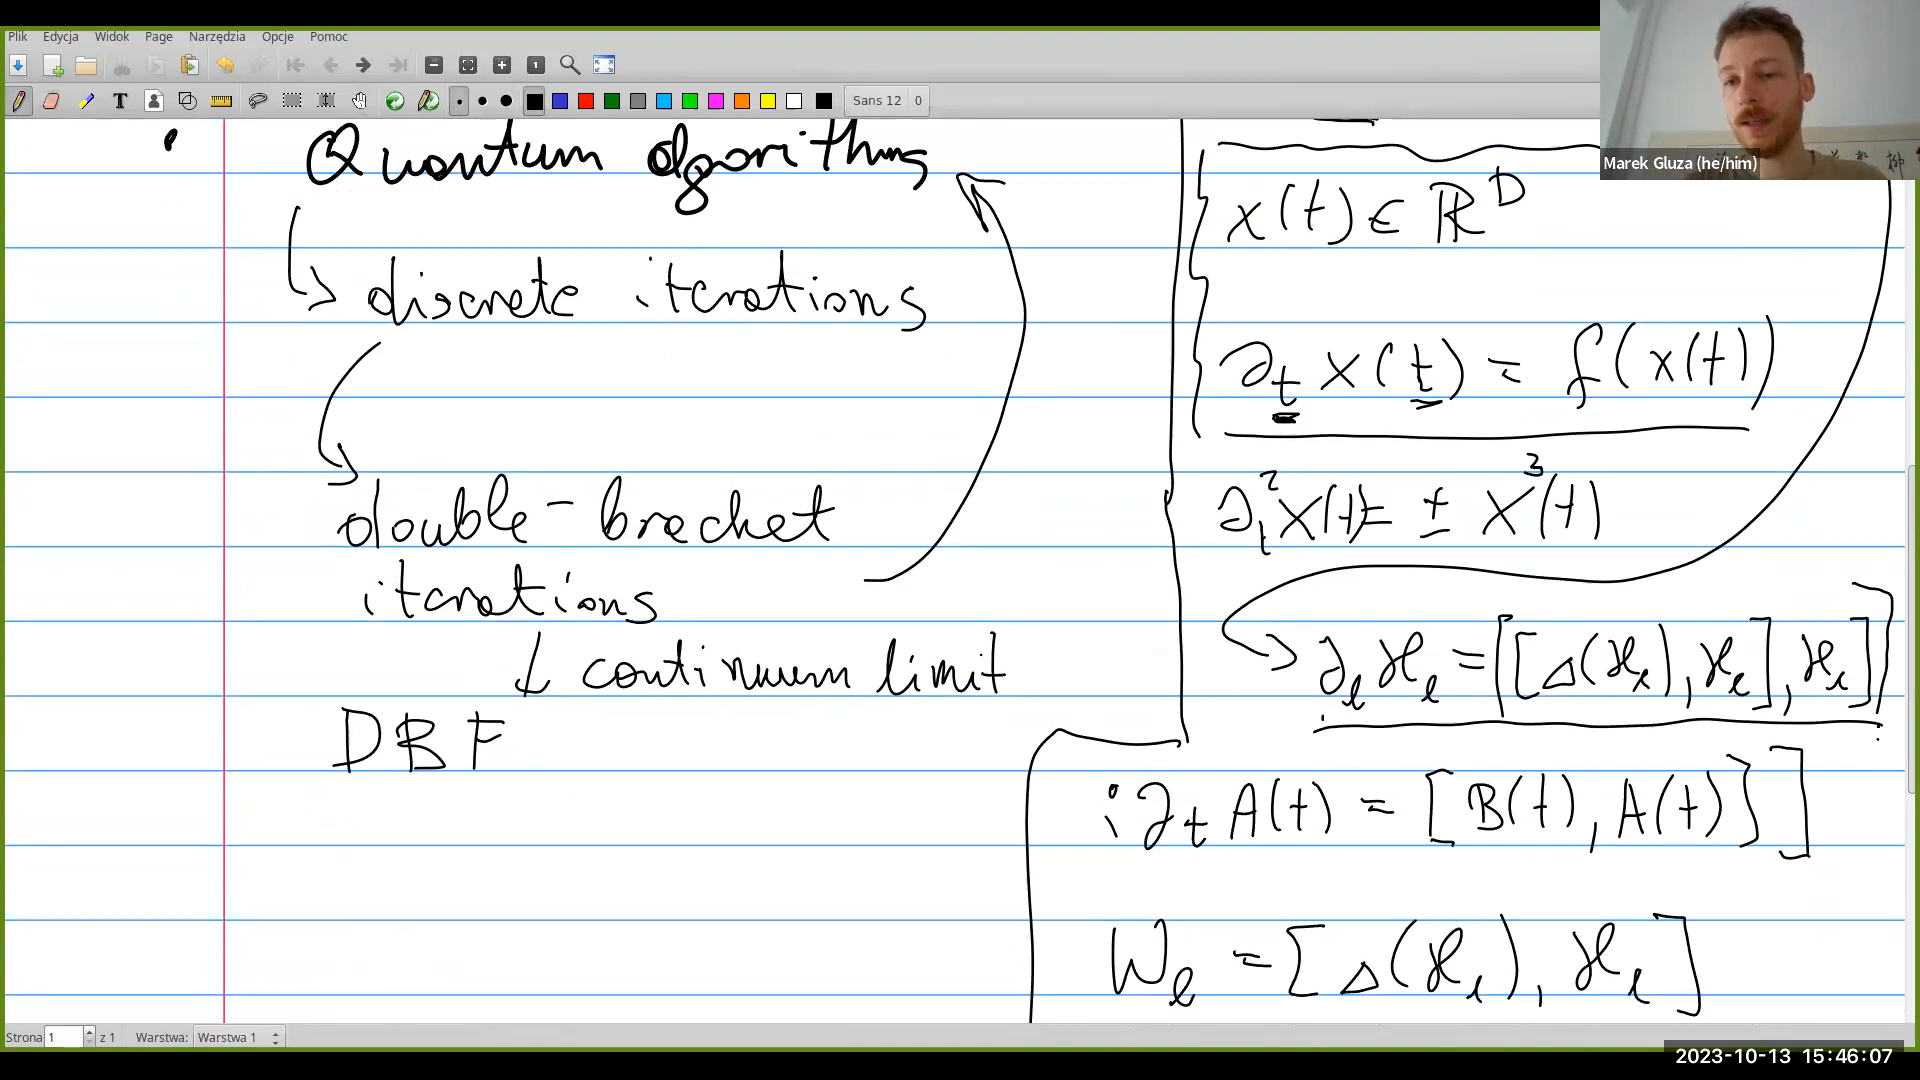 Plik Edycja Widok Page Narzędzia Opcje Pomoc
Sans 12 0
Marek Gluza (he/him)
Quantum algorithms
discrete iterations
double-bracket
iterations
continuum limit
DBF
x(t) ∈ ℝ^D
∂_t x(t) = f(x(t))
∂_t^2 x(t) = ± x^3(t)
∂_ℓ ℋ_ℓ = [[Δ(ℋ_ℓ), ℋ_ℓ], ℋ_ℓ]
i∂_t A(t) = [B(t), A(t)]
W_ℓ = [Δ(ℋ_ℓ), ℋ_ℓ]
Strona 1 z 1 Warstwa: Warstwa 1
2023-10-13 15:46:07